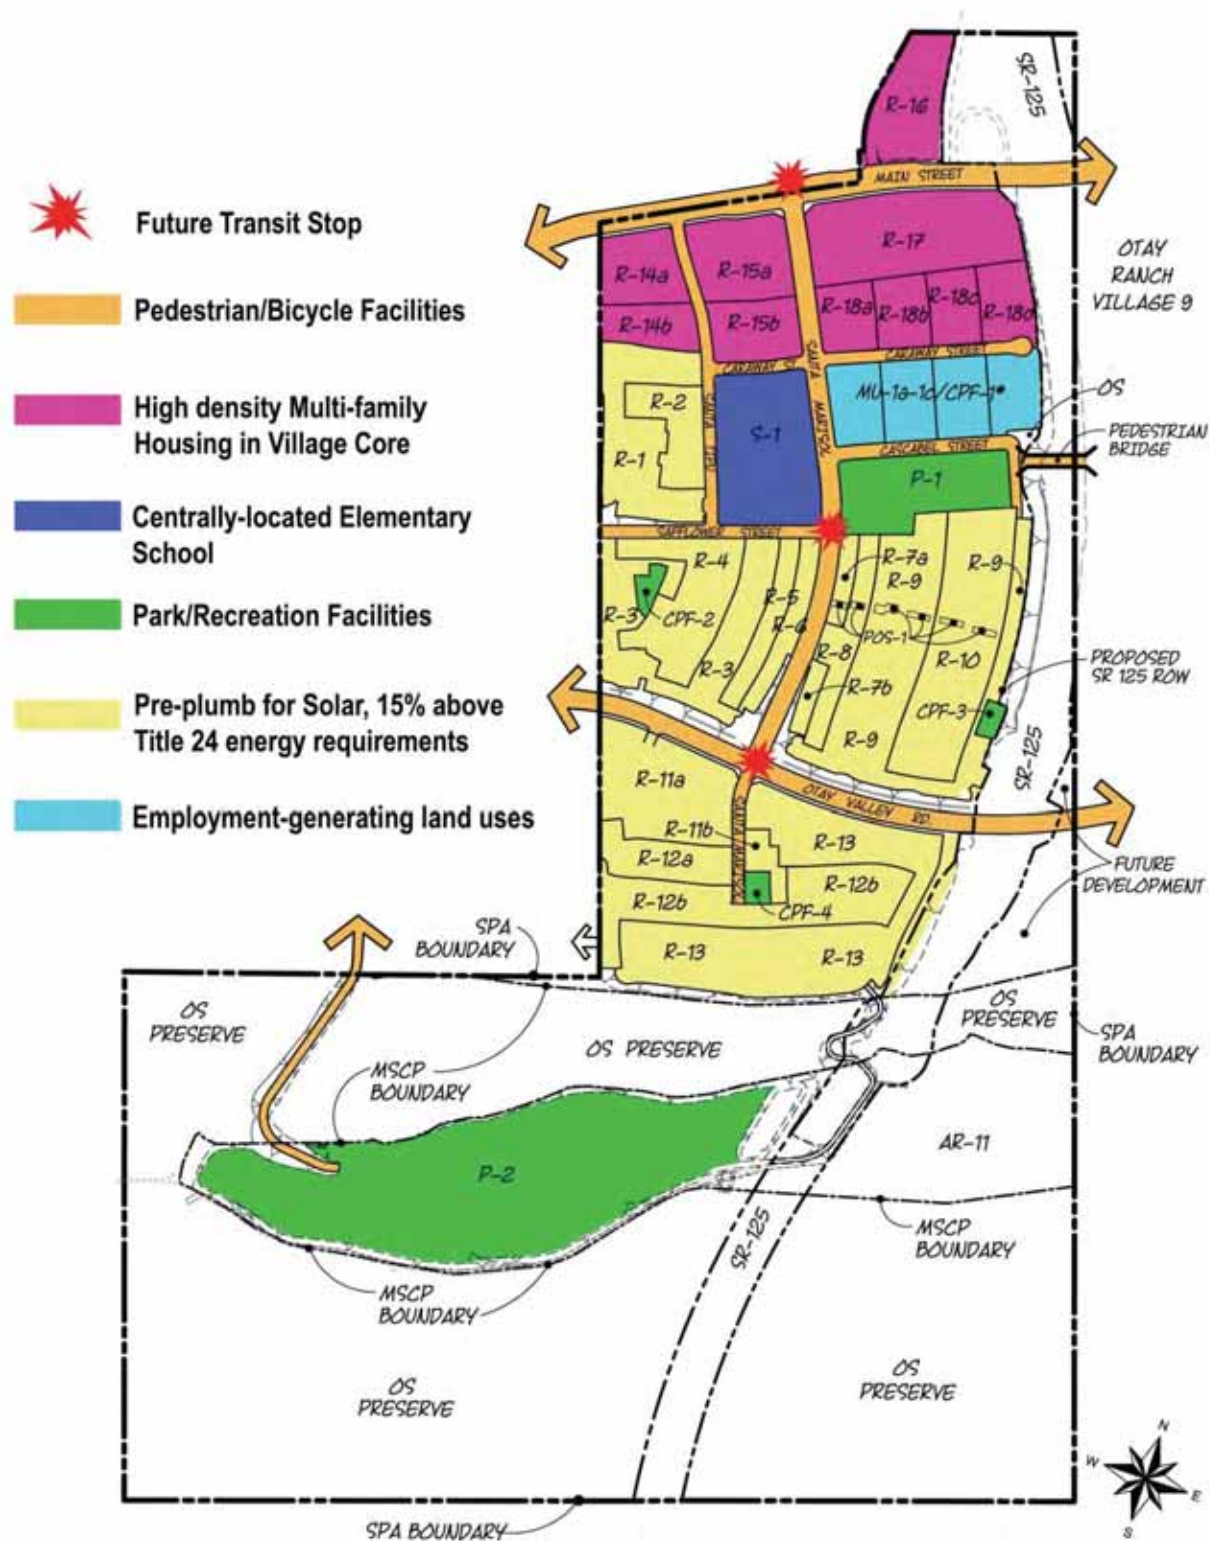 Future Transit Stop
Pedestrian/Bicycle Facilities
High density Multi-family
Housing in Village Core
Centrally-located Elementary
School
Park/Recreation Facilities
Pre-plumb for Solar, 15% above
Title 24 energy requirements
Employment-generating land uses
SR-125
R-16
MAIN STREET
R-17
OTAY
RANCH
VILLAGE 9
R-14a
R-15a
R-18a
R-18b
R-18c
R-18d
R-14b
R-15b
CARAWAY ST.
CARAWAY STREET
SANTA
MARISOL
R-2
R-1
S-1
MU-1a-1c/CPF-1
OS
CASCABEL STREET
PEDESTRIAN
BRIDGE
P-1
SAFFLOWER STREET
R-4
R-7a
R-9
R-9
R-3
CPF-2
R-5
R-6
POS-1
R-3
R-8
R-10
R-7b
PROPOSED
SR 125 ROW
CPF-3
R-9
SR-125
R-11a
OTAY VALLEY RD.
R-11b
SANTA MARISOL
R-13
R-12a
R-12b
R-12b
CPF-4
FUTURE
DEVELOPMENT
SPA
BOUNDARY
R-13
R-13
OS
PRESERVE
OS PRESERVE
OS
PRESERVE
SPA
BOUNDARY
MSCP
BOUNDARY
P-2
AR-11
MSCP
BOUNDARY
SR-125
MSCP
BOUNDARY
OS
PRESERVE
OS
PRESERVE
SPA BOUNDARY
N
W
E
S